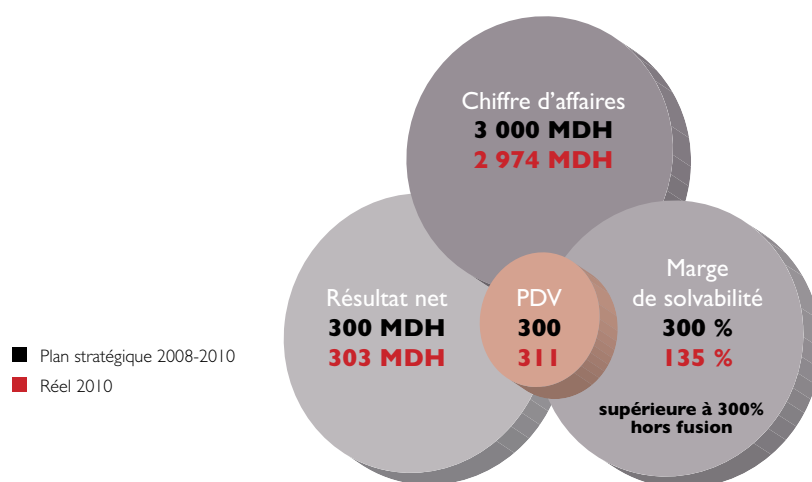 Chiffre d'affaires
3 000 MDH
2 974 MDH
Résultat net
300 MDH
303 MDH
PDV
300
311
Marge
de solvabilité
300 %
135 %
supérieure à 300%
hors fusion
Plan stratégique 2008-2010
Réel 2010